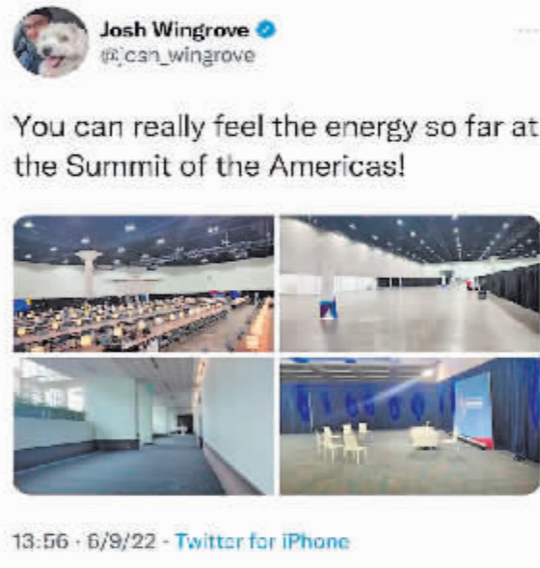 Josh Wingrove
@josh_wingrove
You can really feel the energy so far at
the Summit of the Americas!
13:56 · 6/9/22 · Twitter for iPhone